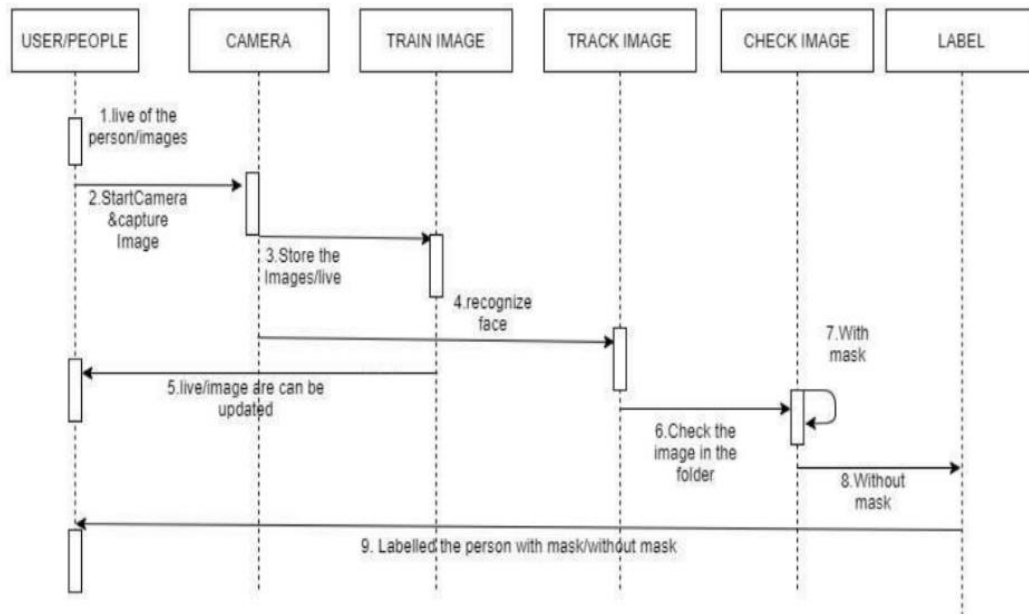 USER/PEOPLE
CAMERA
TRAIN IMAGE
TRACK IMAGE
CHECK IMAGE
LABEL
1.live of the
person/images
2.StartCamera
&capture
Image
3.Store the
Images/live
4.recognize
face
7.With
mask
5.live/image are can be
updated
6.Check the
image in the
folder
8.Without
mask
9. Labelled the person with mask/without mask